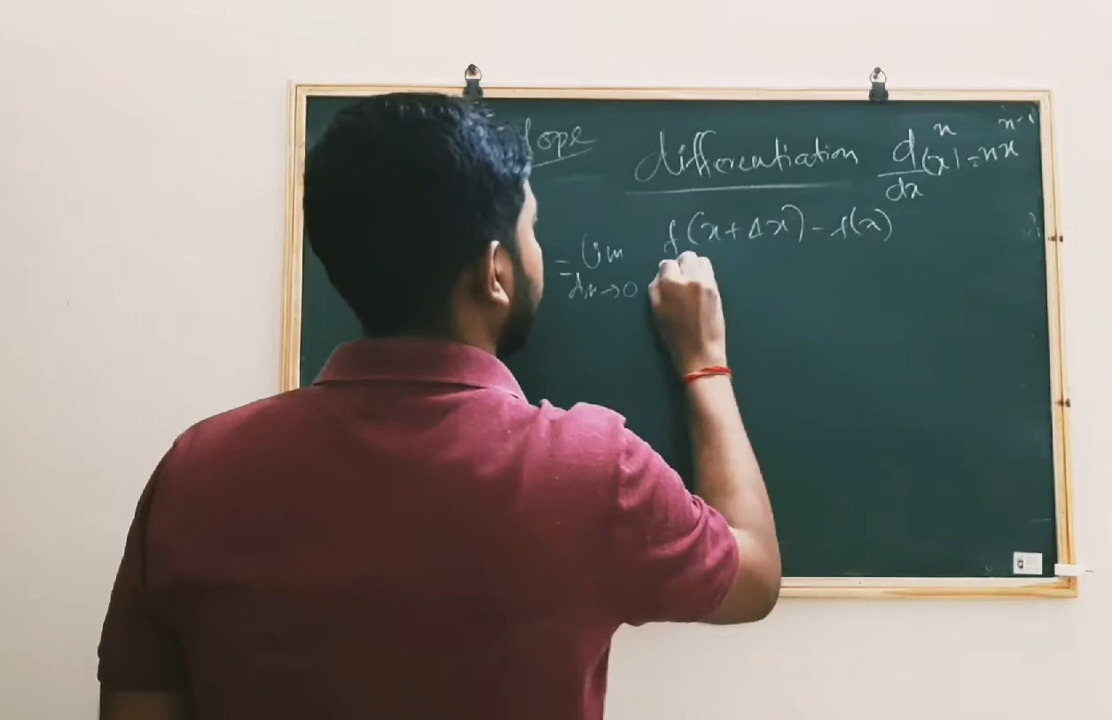 lope differentiation d/dx (x^n) = nx^(n-1)
= lim Δx→0 f(x+Δx) - f(x)